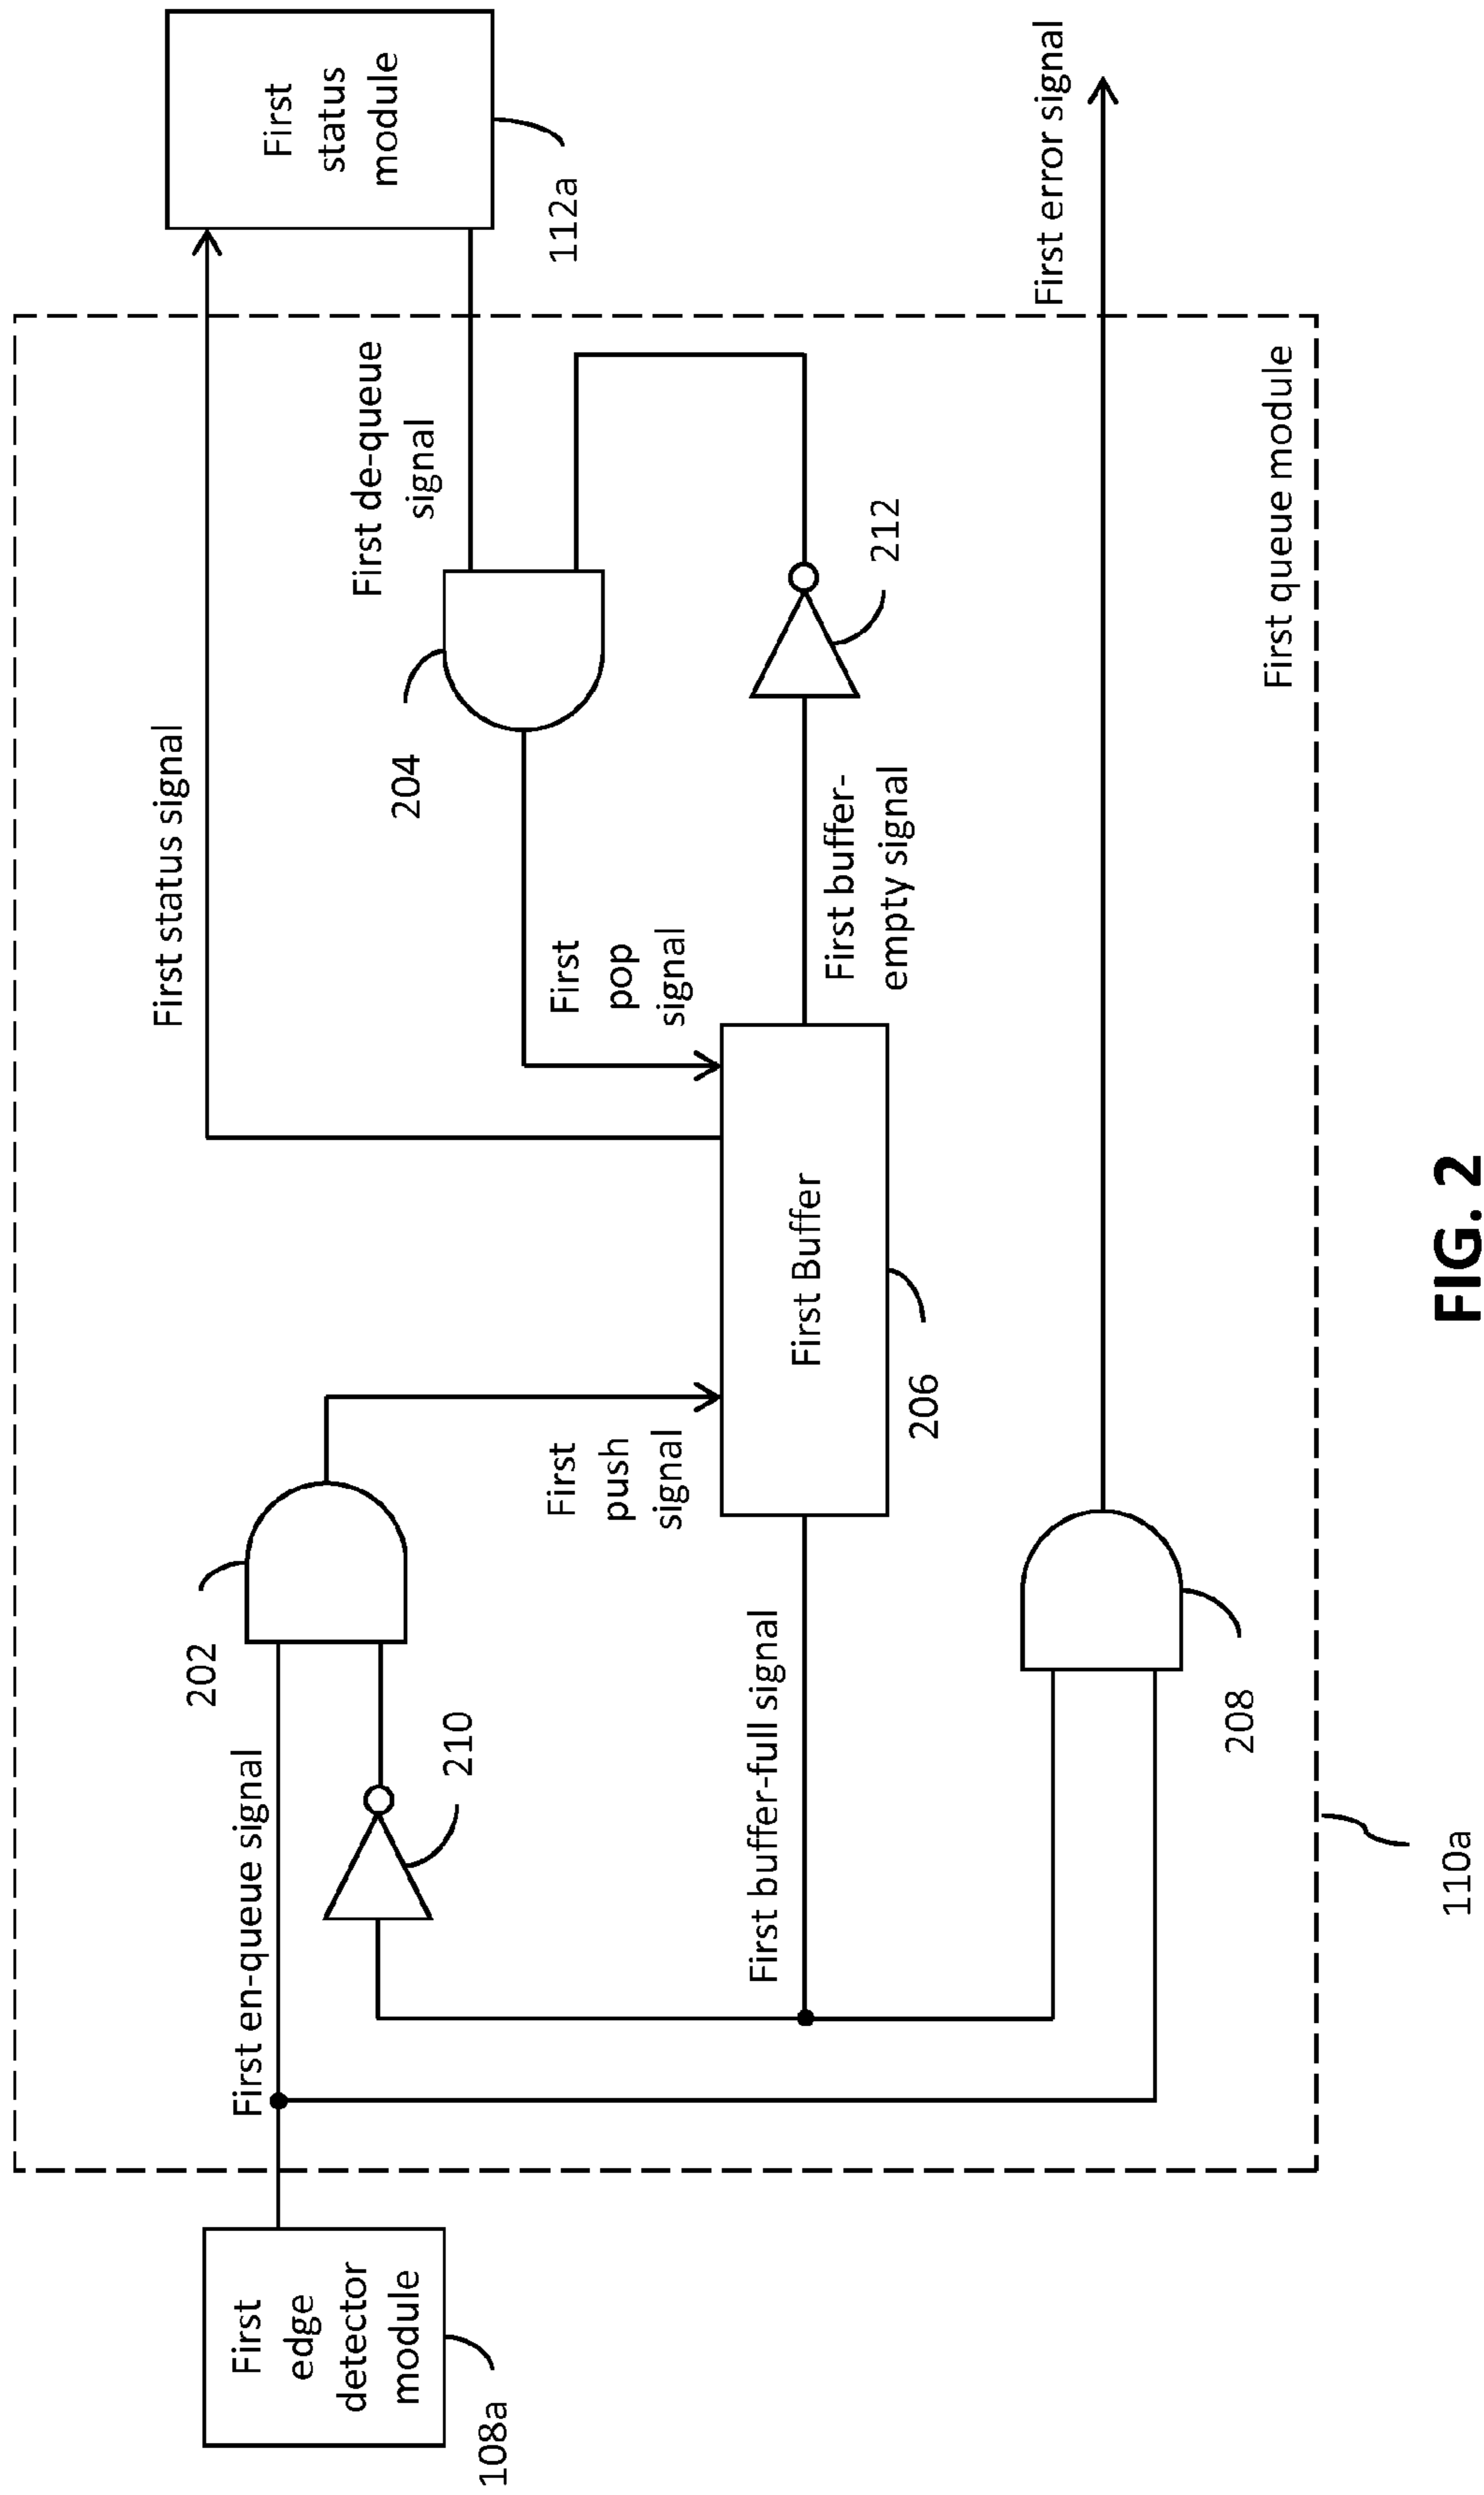 First status signal
First
status
module
112a
First de-queue
signal
204
First en-queue signal
202
210
First
edge
detector
module
108a
First
push
signal
First
pop
signal
212
First buffer-full signal
First Buffer
206
First buffer-
empty signal
First error signal
208
First queue module
110a
FIG. 2